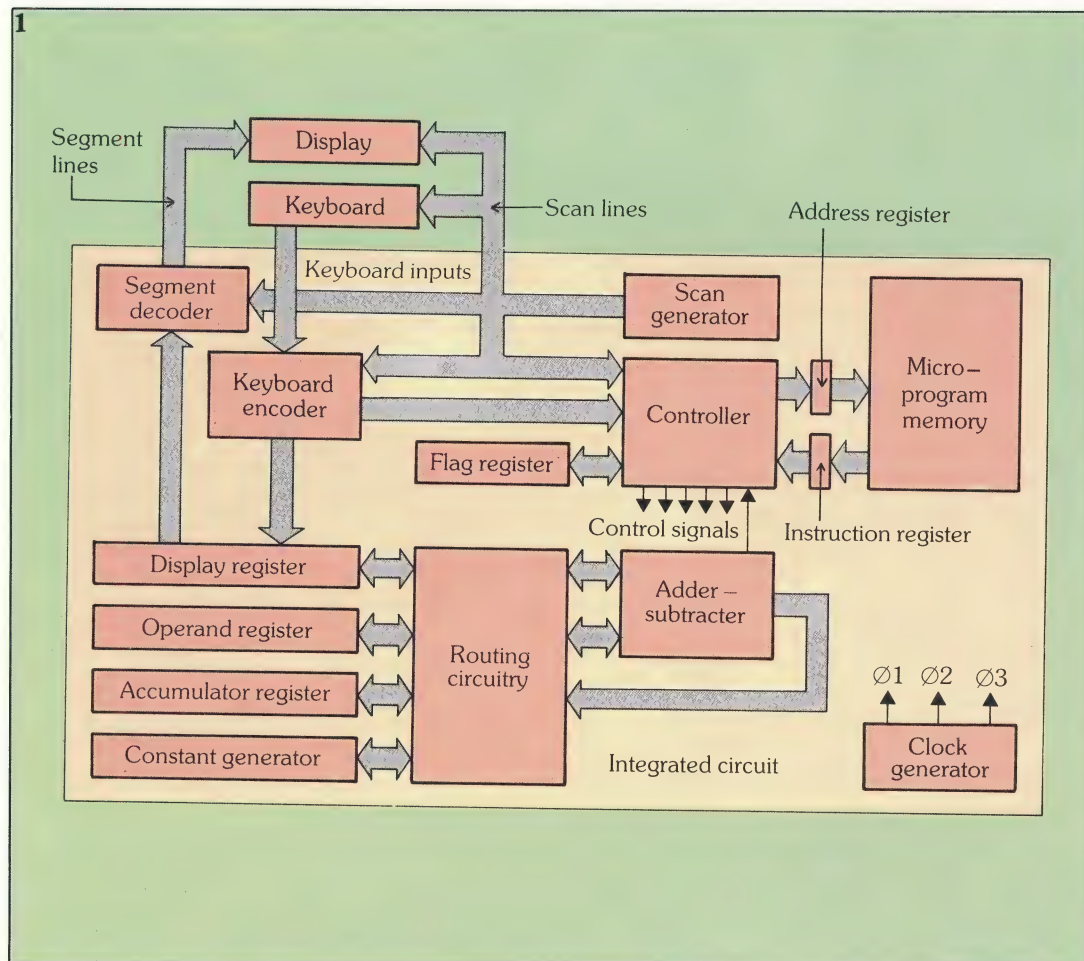 1
Segment
lines
Display
Keyboard
Scan lines
Address register
Keyboard inputs
Segment
decoder
Scan
generator
Micro–
program
memory
Keyboard
encoder
Controller
Flag register
Control signals
Instruction register
Display register
Adder –
subtracter
Operand register
Routing
circuitry
Accumulator register
Ø1 Ø2 Ø3
Constant generator
Integrated circuit
Clock
generator